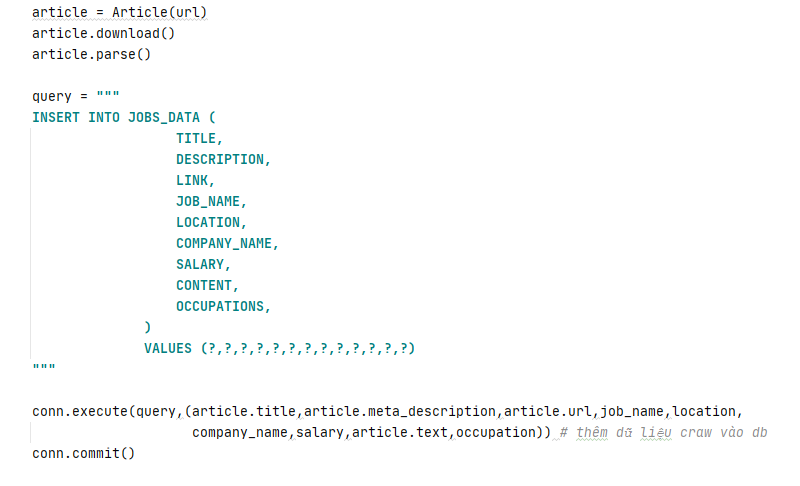 article = Article(url)
article.download()
article.parse()
query = """
INSERT INTO JOBS_DATA (
TITLE,
DESCRIPTION,
LINK,
JOB_NAME,
LOCATION,
COMPANY_NAME,
SALARY,
CONTENT,
OCCUPATIONS,
)
VALUES (?,?,?,?,?,?,?,?,?,?,?,?,?)
"""
conn.execute(query,(article.title,article.meta_description,article.url,job_name,location,
company_name,salary,article.text,occupation)) # thêm dữ liệu craw vào db
conn.commit()